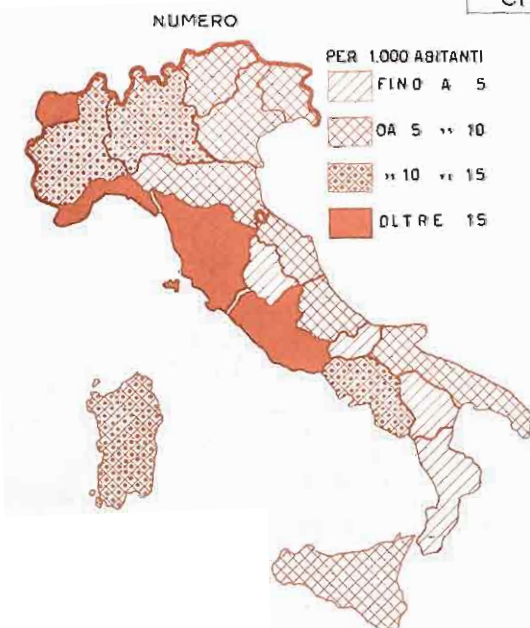 NUMERO
PER 1.000 ABITANTI
FINO A 5
DA 5 " 10
" 10 " 15
OLTRE 15